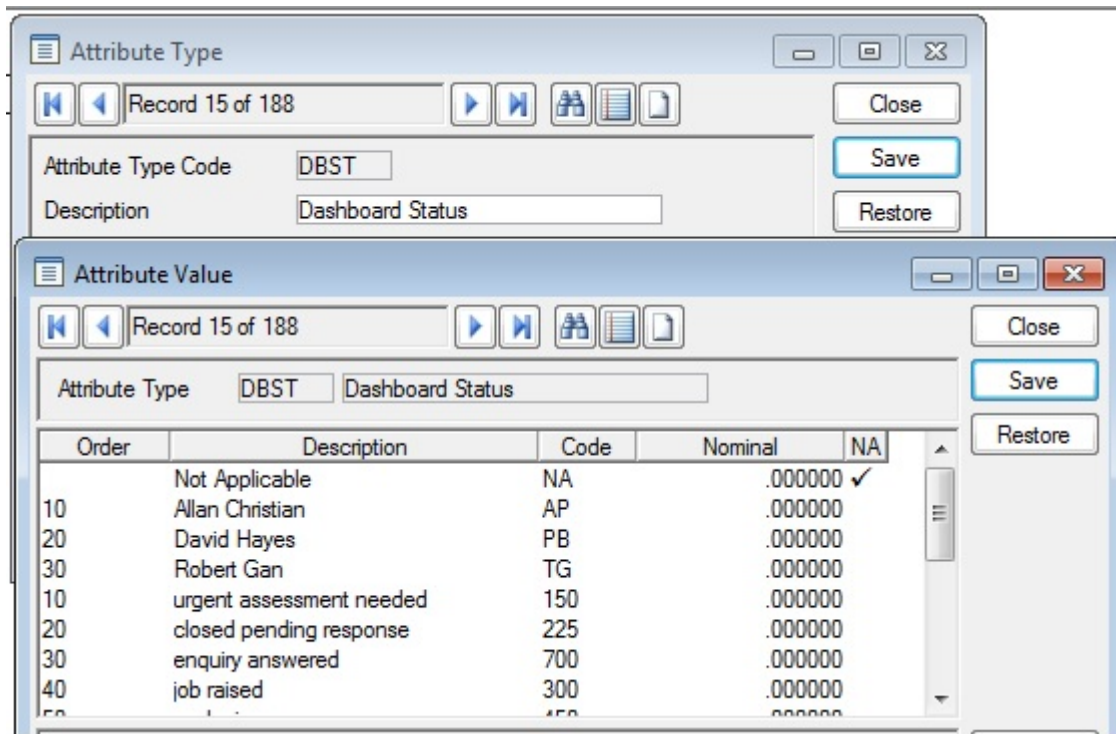 Attribute Type
Record 15 of 188
Close
Attribute Type Code DBST
Save
Description Dashboard Status
Restore
Attribute Value
Record 15 of 188
Close
Attribute Type DBST Dashboard Status
Save
Restore
Order Description Code Nominal NA
Not Applicable NA .000000 ✓
10 Allan Christian AP .000000
20 David Hayes PB .000000
30 Robert Gan TG .000000
10 urgent assessment needed 150 .000000
20 closed pending response 225 .000000
30 enquiry answered 700 .000000
40 job raised 300 .000000